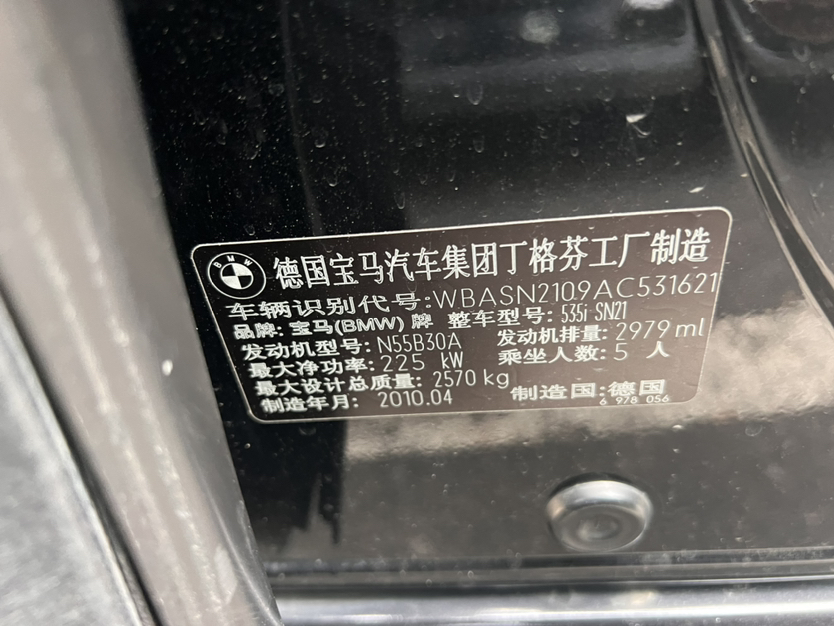 BMW
德国宝马汽车集团丁格芬工厂制造
车辆识别代号:WBASN2109AC531621
品牌: 宝马(BMW) 牌 整车型号: 535i SN21
发动机型号: N55B30A 发动机排量: 2979 ml
最大净功率: 225 kW 乘坐人数: 5 人
最大设计总质量: 2570 kg
制造年月: 2010.04 制造国: 德国
6 978 056